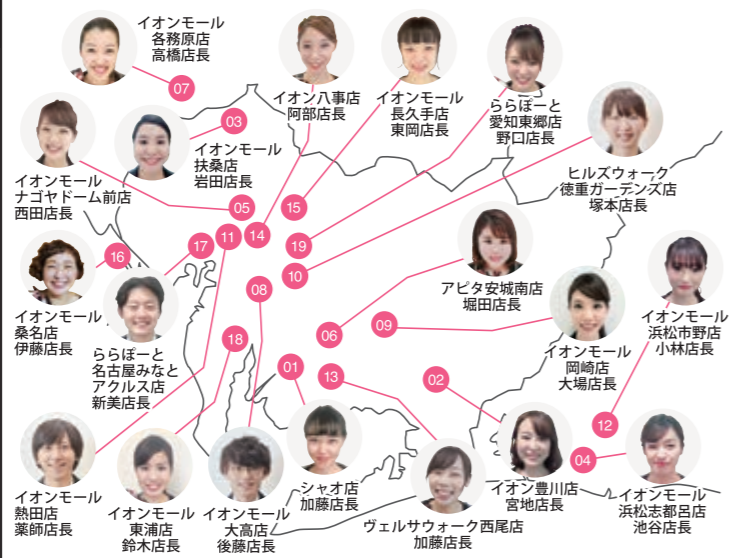 イオンモール
各務原店
高橋店長
07
イオン八事店
阿部店長
イオンモール
長久手店
東岡店長
ららぽーと
愛知東郷店
野口店長
ヒルズウォーク
徳重ガーデンズ店
塚本店長
03
イオンモール
扶桑店
岩田店長
イオンモール
ナゴヤドーム前店
西田店長
05
15
11
14
19
17
16
10
08
イオンモール
桑名店
伊藤店長
ららぽーと
名古屋みなと
アクルス店
新美店長
アピタ安城南店
堀田店長
09
06
18
イオンモール
岡崎店
大場店長
イオンモール
浜松市野店
小林店長
01
13
02
12
04
イオンモール
熱田店
薬師店長
イオンモール
東浦店
鈴木店長
イオンモール
大高店
後藤店長
シャオ店
加藤店長
ヴェルサウォーク西尾店
加藤店長
イオン豊川店
宮地店長
イオンモール
浜松志都呂店
池谷店長